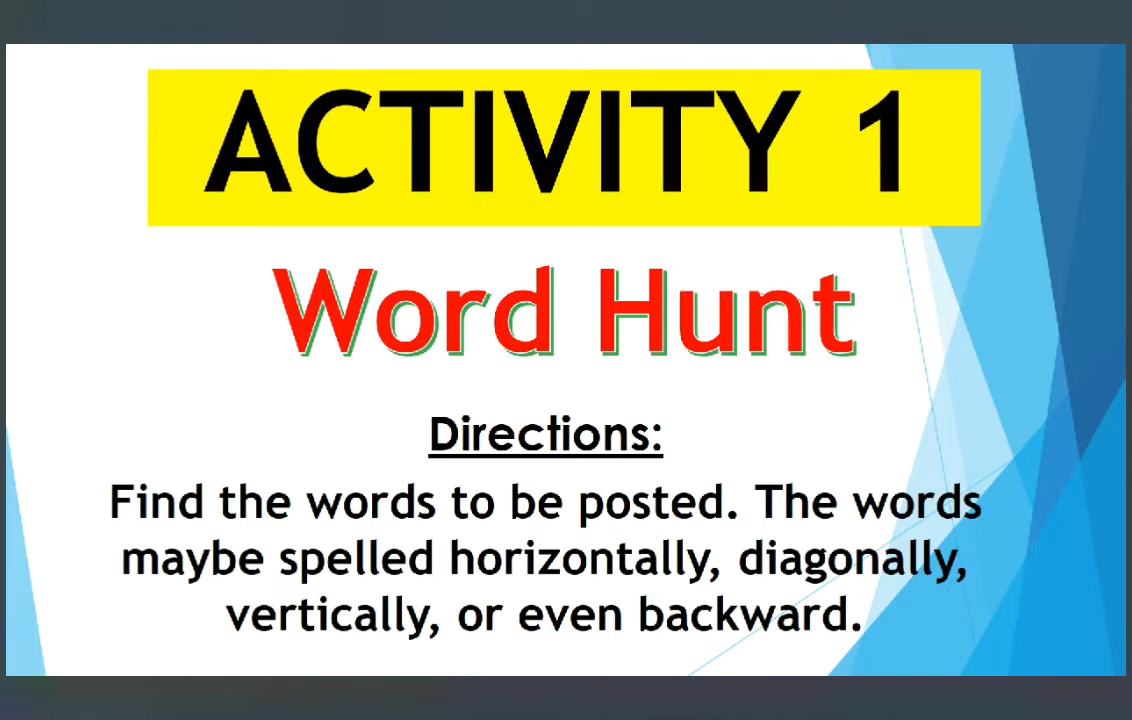 ACTIVITY 1
Word Hunt
Directions:
Find the words to be posted. The words
maybe spelled horizontally, diagonally,
vertically, or even backward.